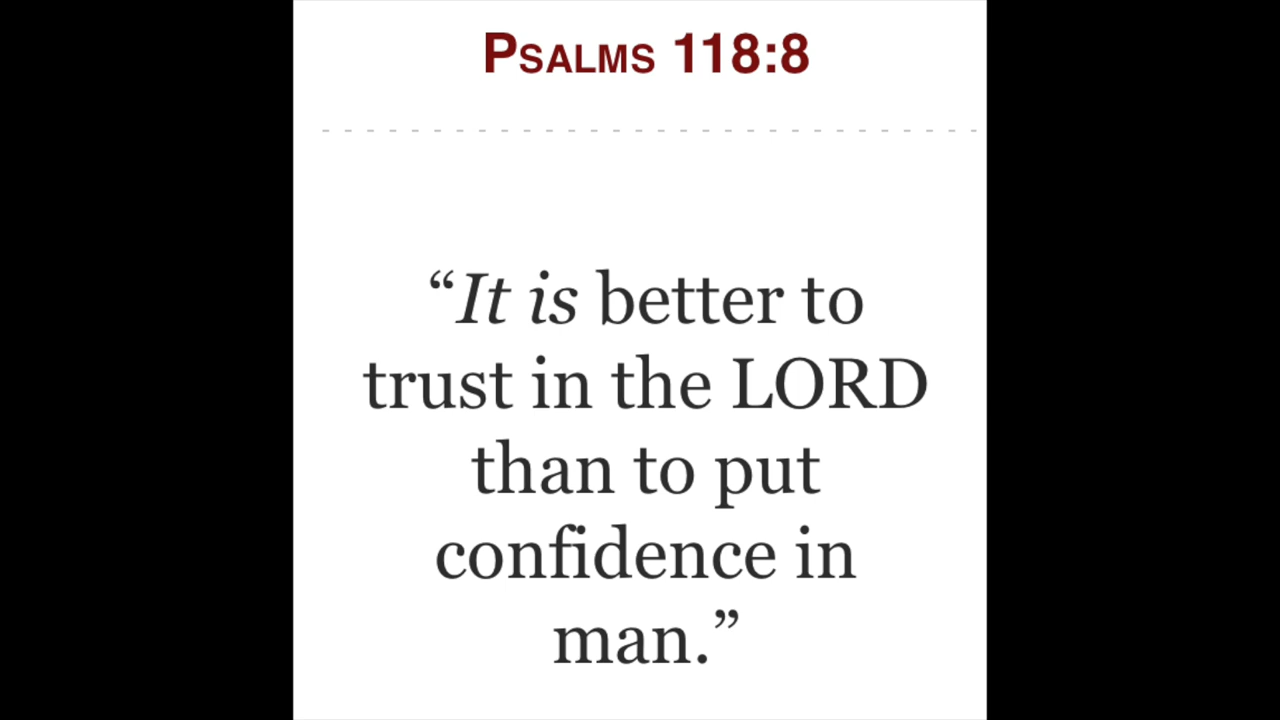 PSALMS 118:8
“It is better to
trust in the LORD
than to put
confidence in
man.”